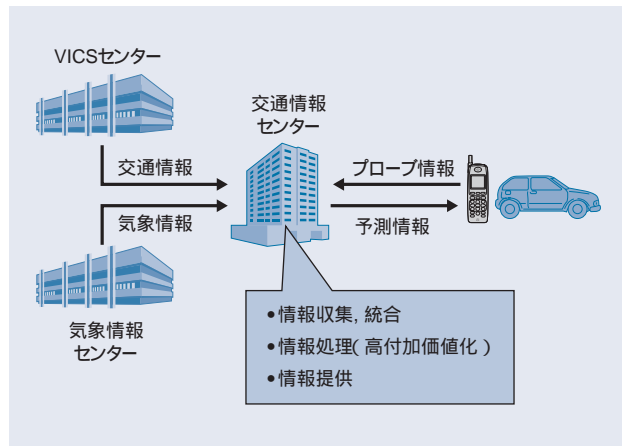 VICSセンター
交通情報
センター
交通情報
プローブ情報
気象情報
予測情報
気象情報
センター
•情報収集, 統合
•情報処理(高付加価値化)
•情報提供